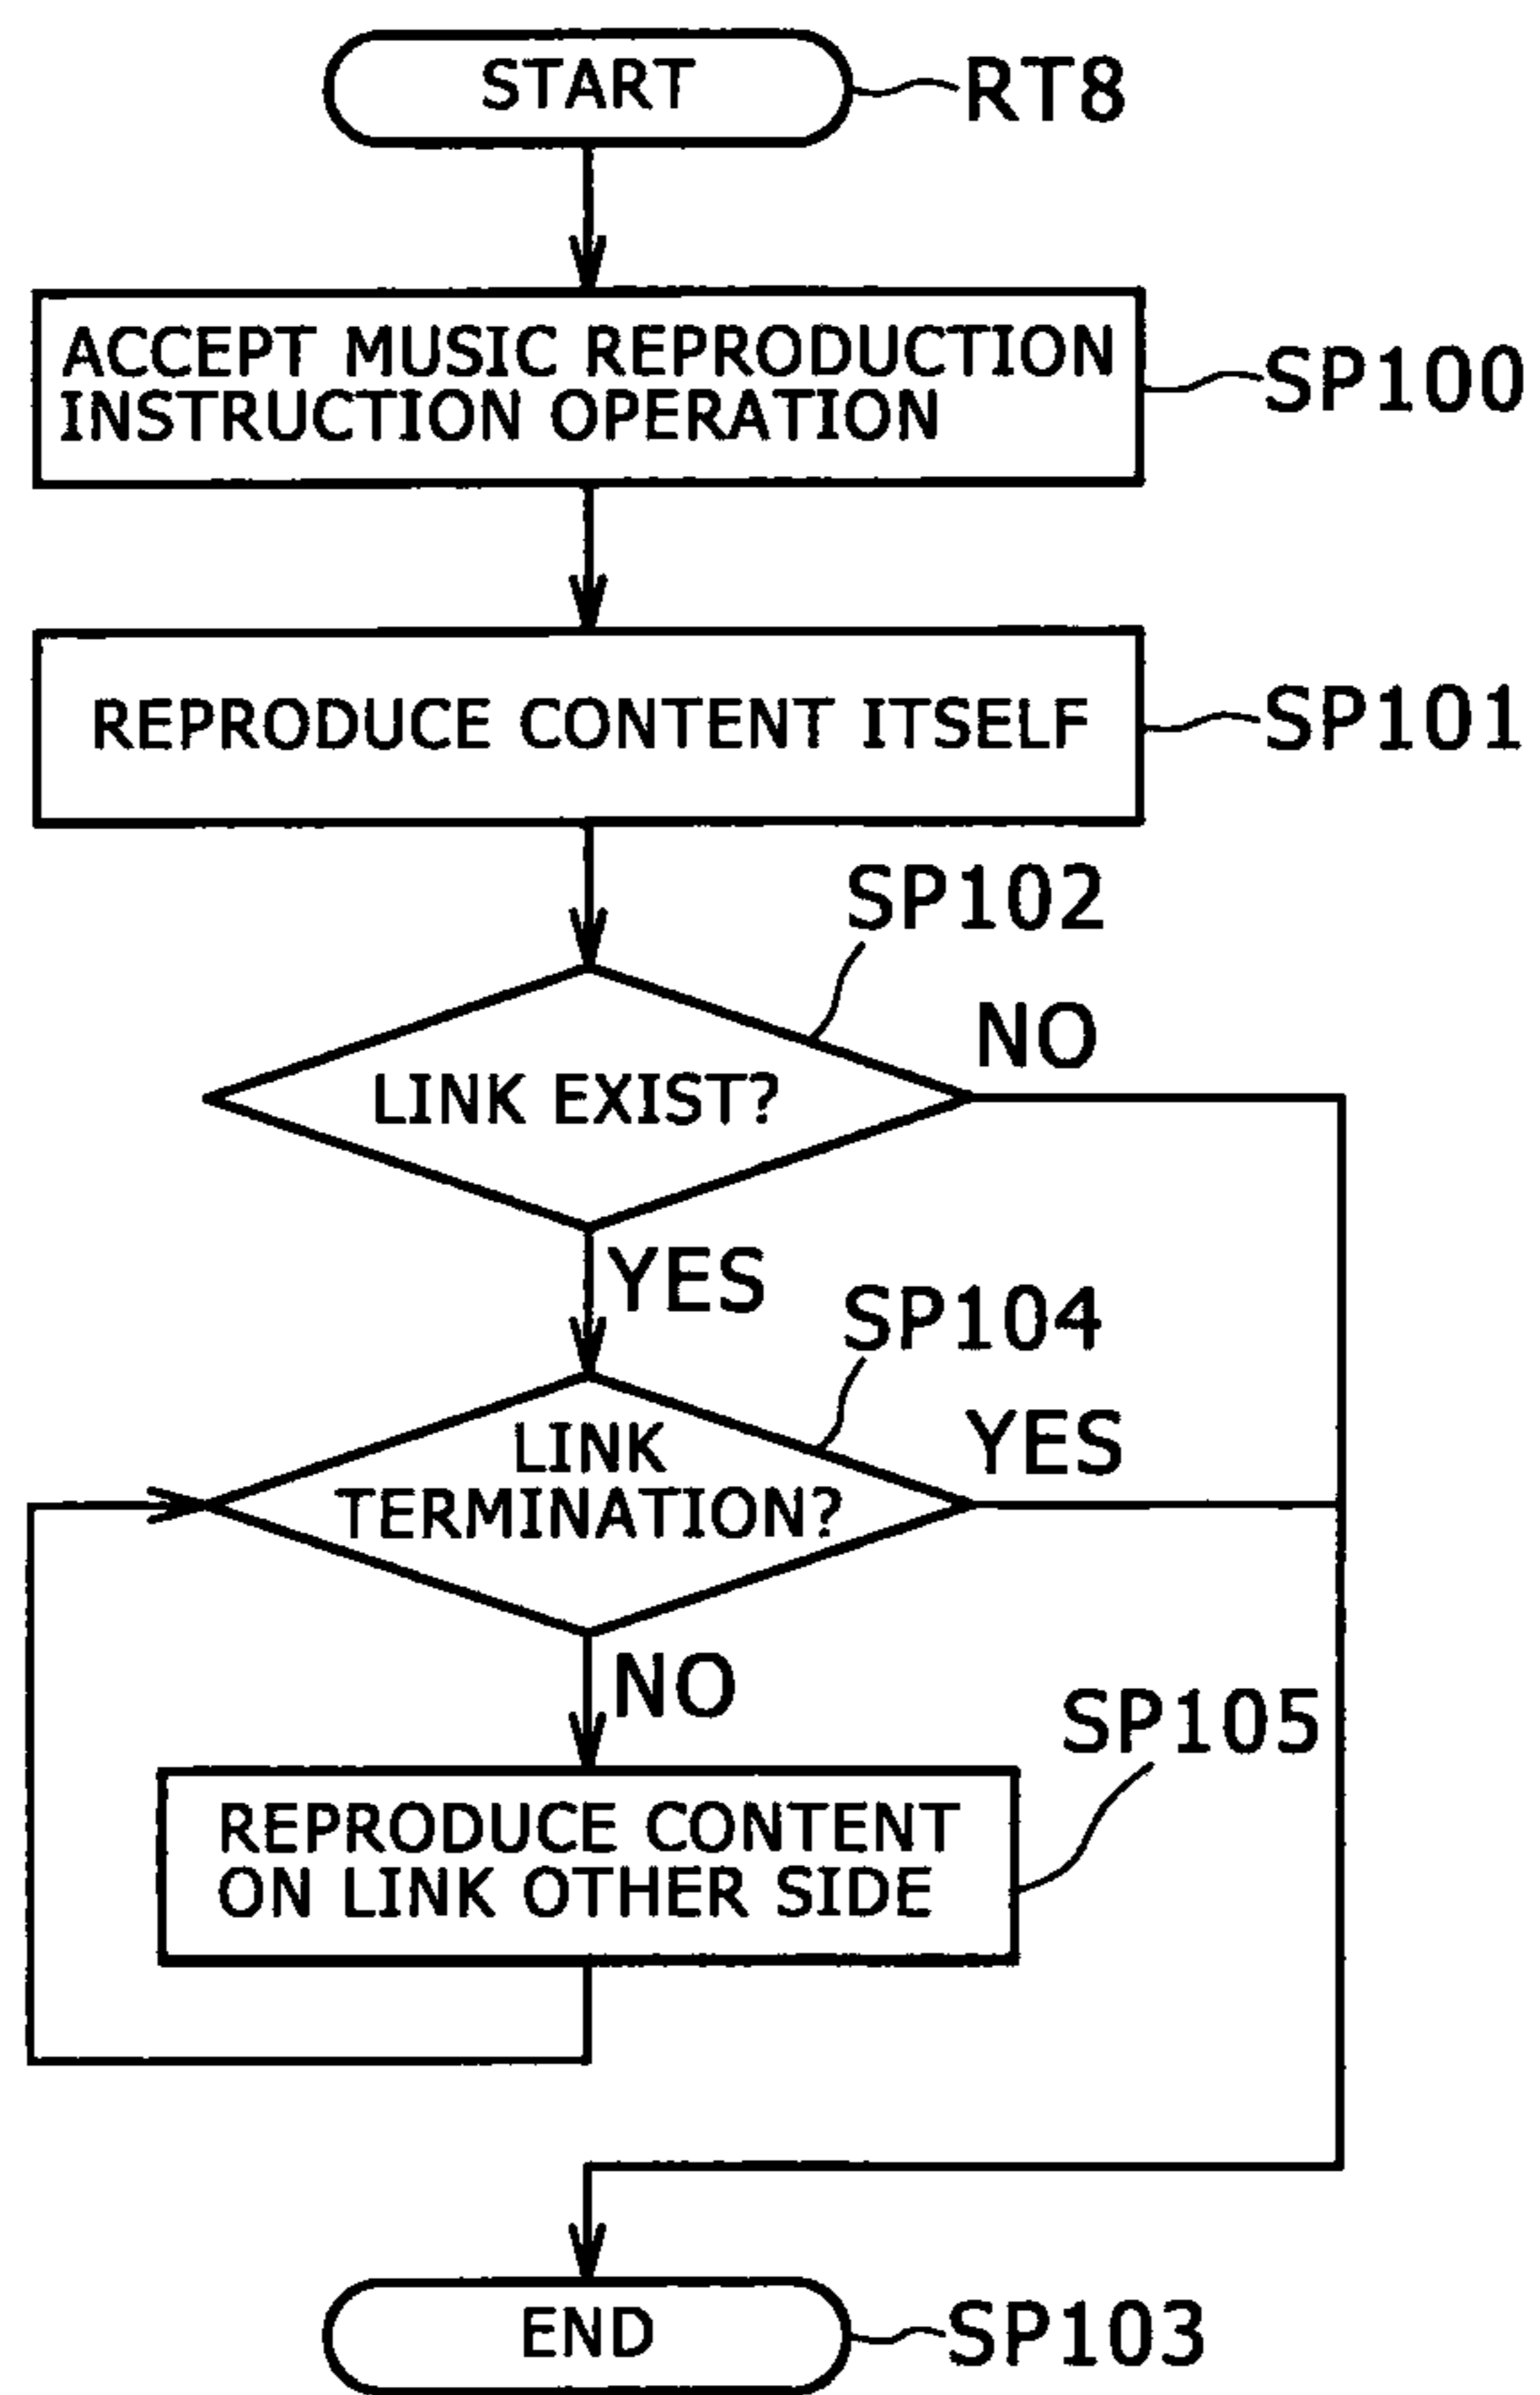 START
RT8
ACCEPT MUSIC REPRODUCTION
INSTRUCTION OPERATION
SP100
REPRODUCE CONTENT ITSELF
SP101
SP102
LINK EXIST?
NO
YES
SP104
LINK
TERMINATION?
YES
NO
SP105
REPRODUCE CONTENT
ON LINK OTHER SIDE
END
SP103